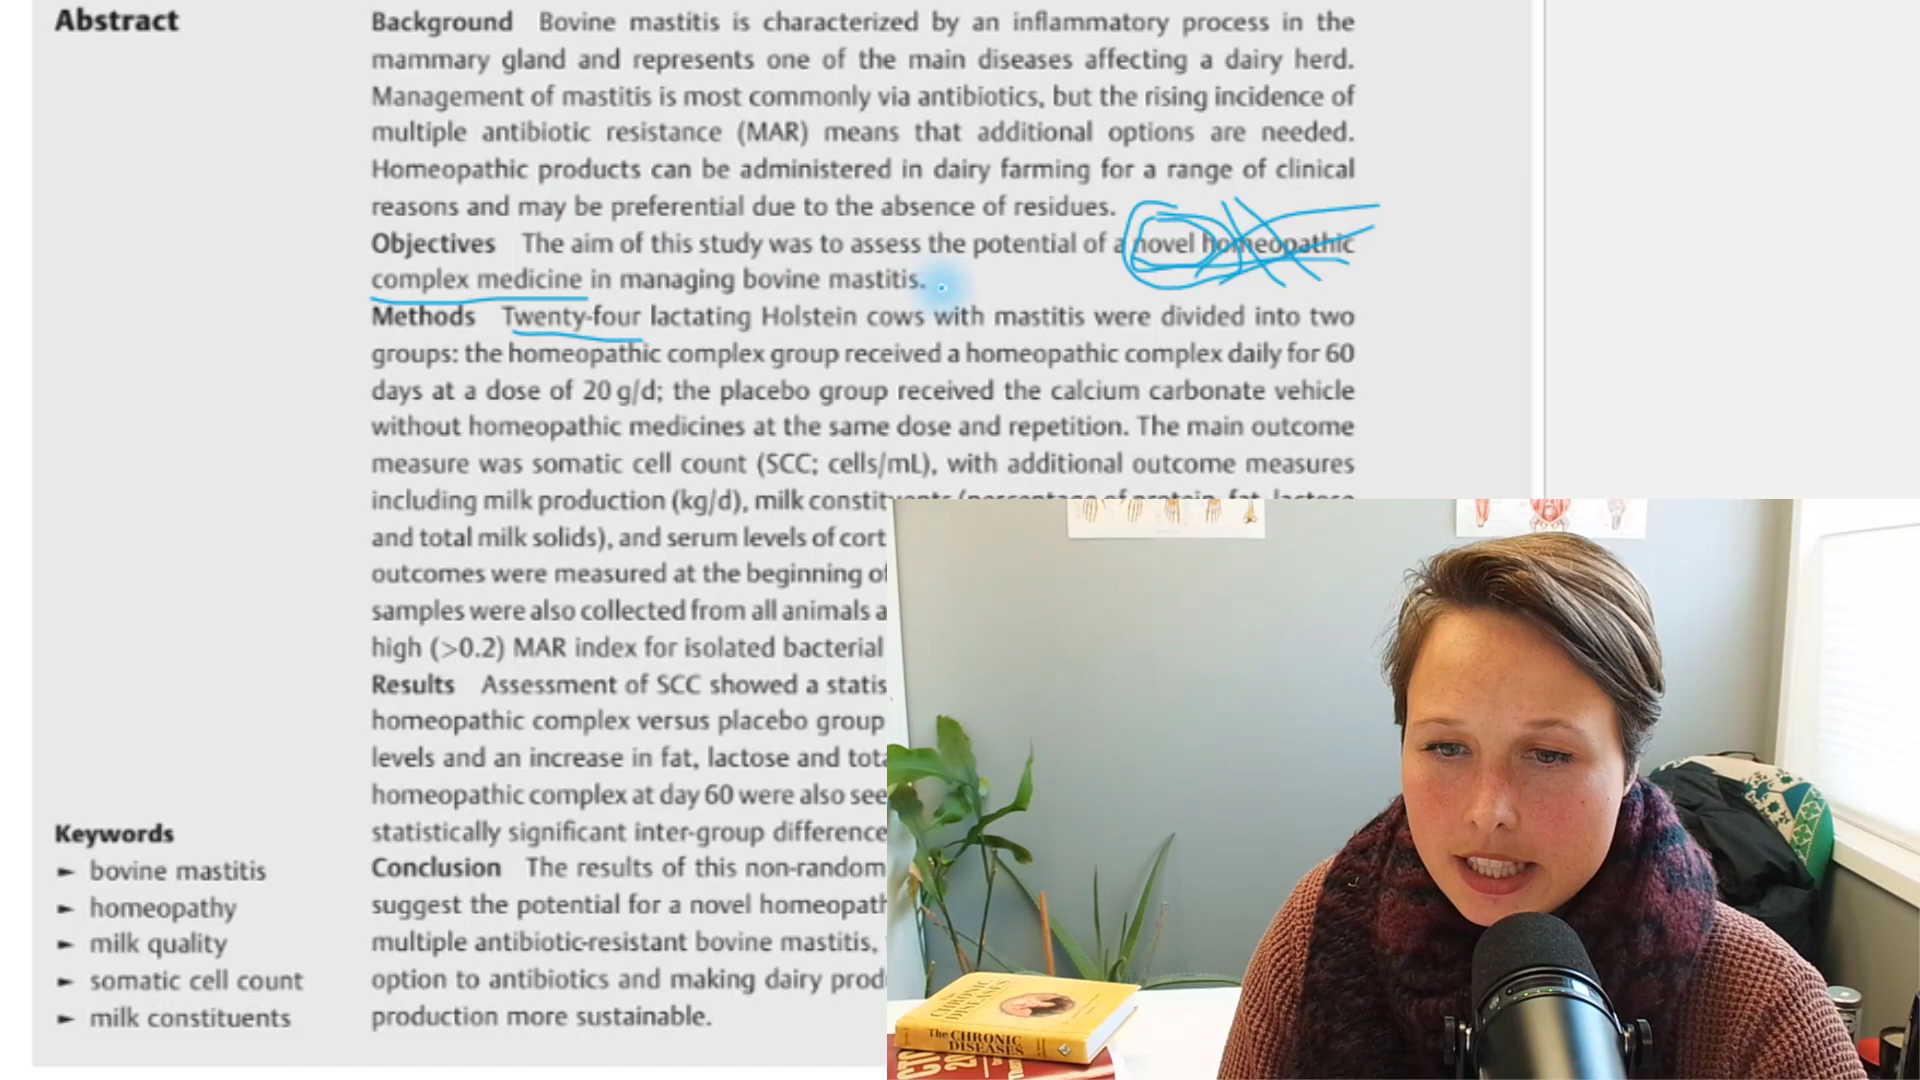 Abstract
Background Bovine mastitis is characterized by an inflammatory process in the
mammary gland and represents one of the main diseases affecting a dairy herd.
Management of mastitis is most commonly via antibiotics, but the rising incidence of
multiple antibiotic resistance (MAR) means that additional options are needed.
Homeopathic products can be administered in dairy farming for a range of clinical
reasons and may be preferential due to the absence of residues.
Objectives The aim of this study was to assess the potential of a novel homeopathic
complex medicine in managing bovine mastitis.
Methods Twenty-four lactating Holstein cows with mastitis were divided into two
groups: the homeopathic complex group received a homeopathic complex daily for 60
days at a dose of 20 g/d; the placebo group received the calcium carbonate vehicle
without homeopathic medicines at the same dose and repetition. The main outcome
measure was somatic cell count (SCC; cells/mL), with additional outcome measures
including milk production (kg/d), milk constituents (percentage of protein, fat, lactose
and total milk solids), and serum levels of cort
outcomes were measured at the beginning of
samples were also collected from all animals a
high (>0.2) MAR index for isolated bacterial
Results Assessment of SCC showed a statis
homeopathic complex versus placebo group
levels and an increase in fat, lactose and tota
homeopathic complex at day 60 were also see
statistically significant inter-group difference
Conclusion The results of this non-random
suggest the potential for a novel homeopath
multiple antibiotic-resistant bovine mastitis,
option to antibiotics and making dairy prod
production more sustainable.
Keywords
► bovine mastitis
► homeopathy
► milk quality
► somatic cell count
► milk constituents
CHRONIC
DISEASES
The CHRONIC
DISEASES